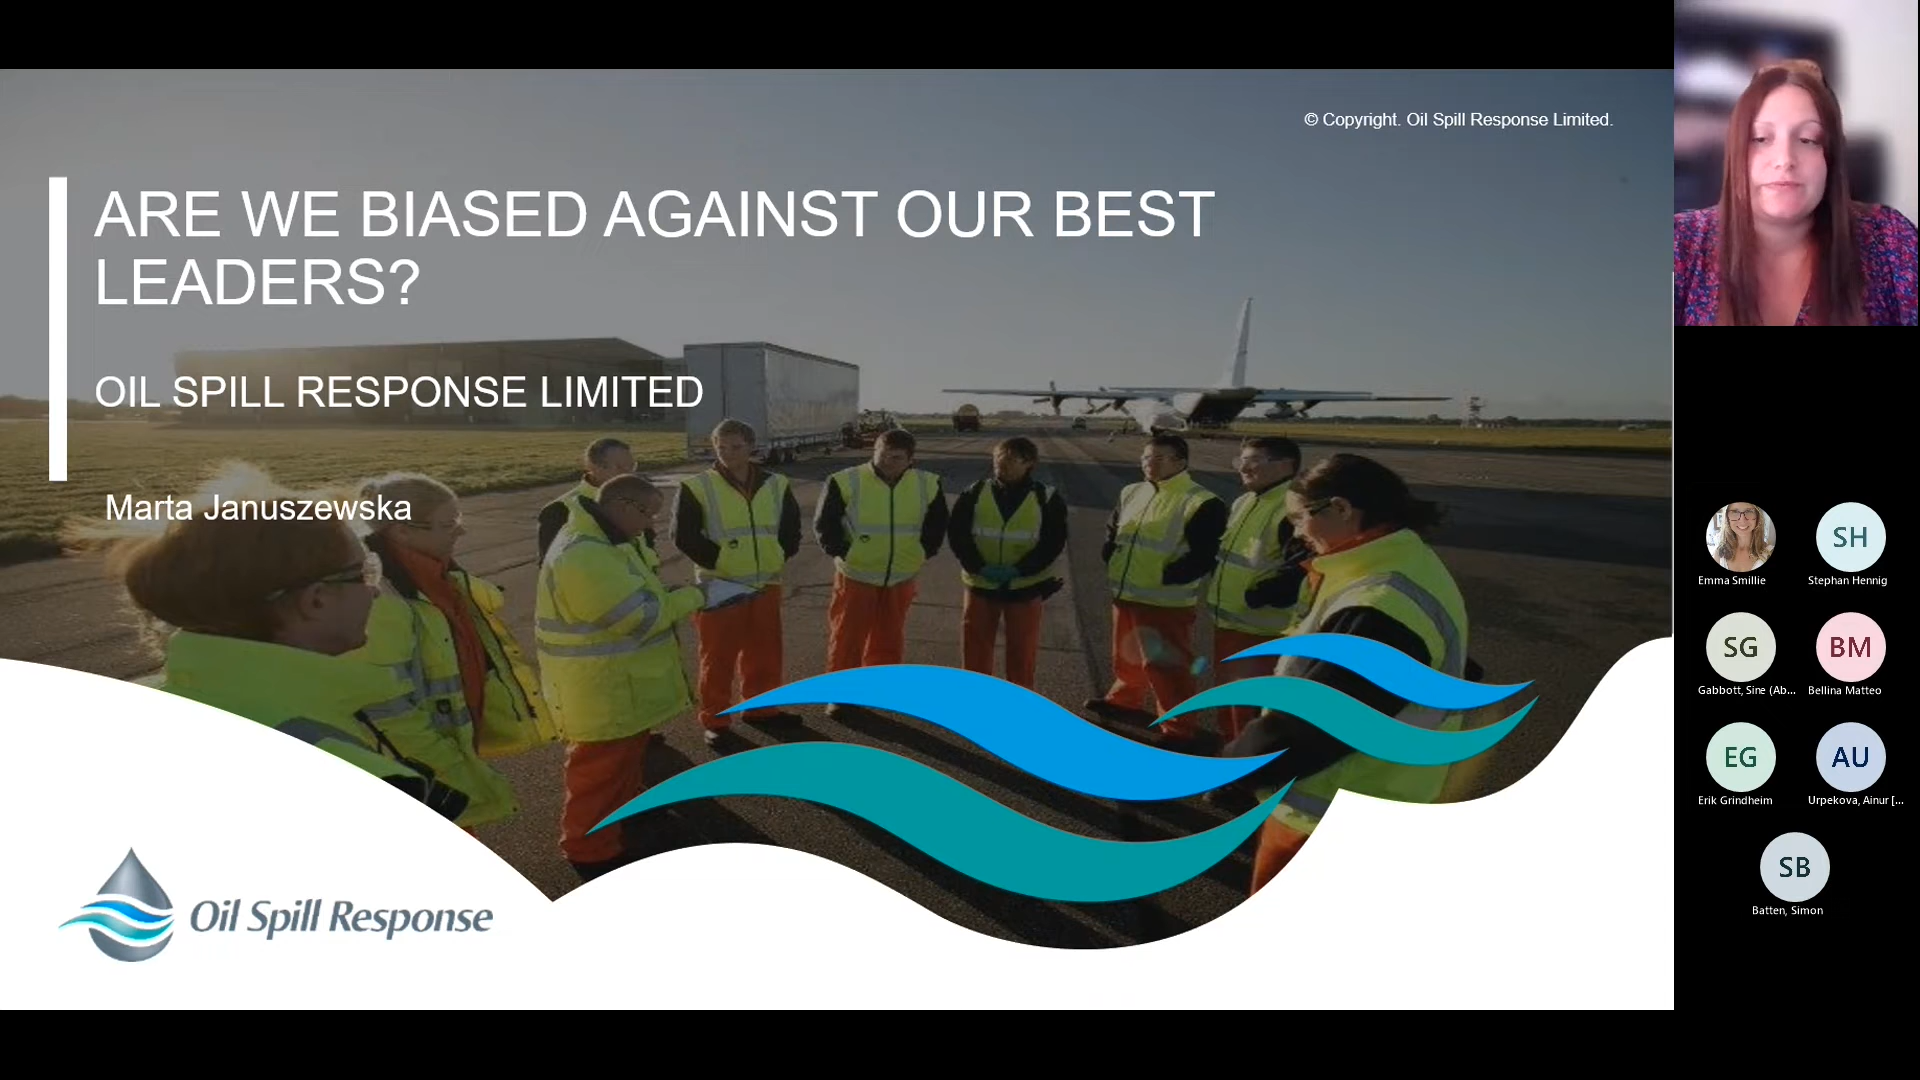 © Copyright. Oil Spill Response Limited.
ARE WE BIASED AGAINST OUR BEST
LEADERS?
OIL SPILL RESPONSE LIMITED
Marta Januszewska
Oil Spill Response
Emma Smillie
SH
Stephan Hennig
SG
Gabbott, Sine (Ab...
BM
Bellina Matteo
EG
Erik Grindheim
AU
Urpekova, Ainur [...
SB
Batten, Simon